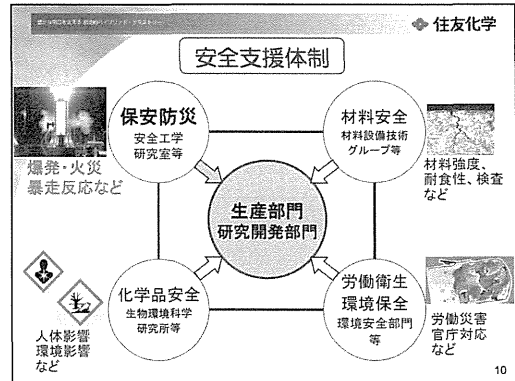 住友化学
安全支援体制
保安防災
安全工学
研究室等
爆発・火災
暴走反応など
材料安全
材料設備技術
グループ等
材料強度、
耐食性、検査
など
生産部門
研究開発部門
化学品安全
生物環境科学
研究所等
人体影響
環境影響
など
労働衛生
環境保全
環境安全部門
等
労働災害
官庁対応
など
10